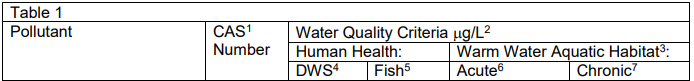 Table 1
Pollutant CAS¹ Water Quality Criteria μg/L²
Number Human Health: Warm Water Aquatic Habitat³:
DWS⁴ Fish⁵ Acute⁶ Chronic⁷